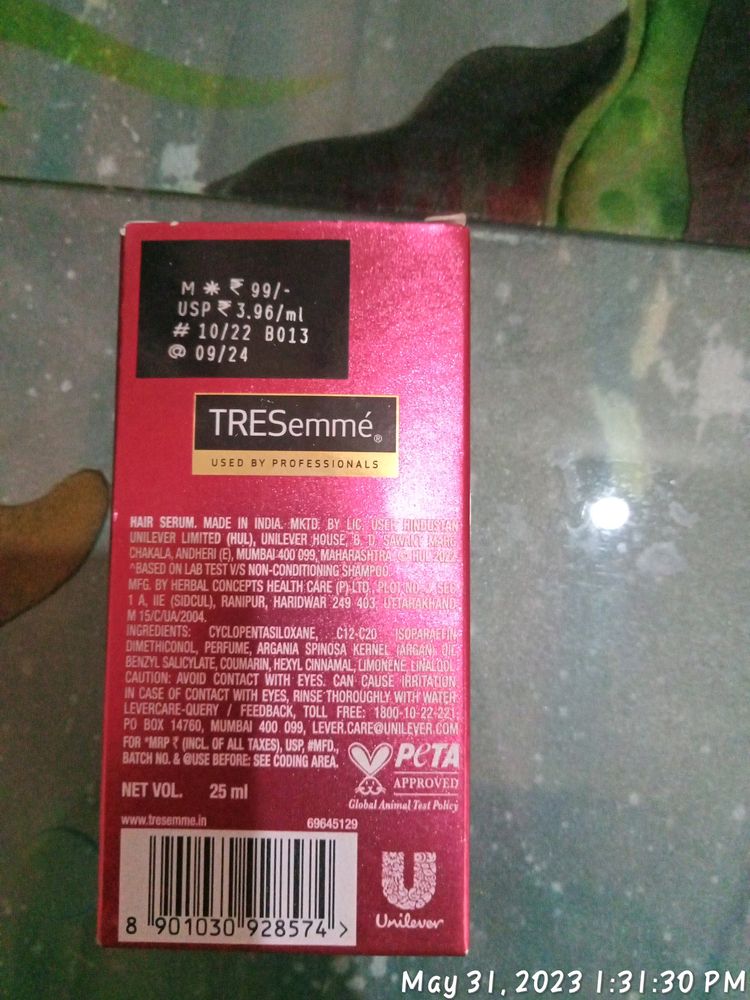 M * ₹ 99/-
USP ₹ 3.96/ml
# 10/22 B013
@ 09/24
TRESemmé®
USED BY PROFESSIONALS
HAIR SERUM. MADE IN INDIA. MKTD. BY LIC. USER HINDUSTAN
UNILEVER LIMITED (HUL), UNILEVER HOUSE, B. D. SAWANT MARG
CHAKALA, ANDHERI (E), MUMBAI 400 099, MAHARASHTRA © HUL 2022
^BASED ON LAB TEST V/S NON-CONDITIONING SHAMPOO.
MFG. BY HERBAL CONCEPTS HEALTH CARE (P) LTD. PLOT NO. SEC.
1 A, IIE (SIDCUL), RANIPUR, HARIDWAR 249 403, UTTARAKHAND,
M 15/C/UA/2004.
INGREDIENTS: CYCLOPENTASILOXANE, C12-C20 ISOPARAFFIN,
DIMETHICONOL, PERFUME, ARGANIA SPINOSA KERNEL (ARGAN) OIL,
BENZYL SALICYLATE, COUMARIN, HEXYL CINNAMAL, LIMONENE, LINALOOL.
CAUTION: AVOID CONTACT WITH EYES. CAN CAUSE IRRITATION.
IN CASE OF CONTACT WITH EYES, RINSE THOROUGHLY WITH WATER.
LEVERCARE-QUERY / FEEDBACK, TOLL FREE: 1800-10-22-221,
PO BOX 14760, MUMBAI 400 099, LEVER.CARE@UNILEVER.COM
FOR *MRP ₹ (INCL. OF ALL TAXES), USP, #MFD.,
BATCH NO. & @USE BEFORE: SEE CODING AREA.
PETA
APPROVED
Global Animal Test Policy
NET VOL. 25 ml
www.tresemme.in 69645129
8 901030 928574 >
Unilever
May 31, 2023 1:31:30 PM